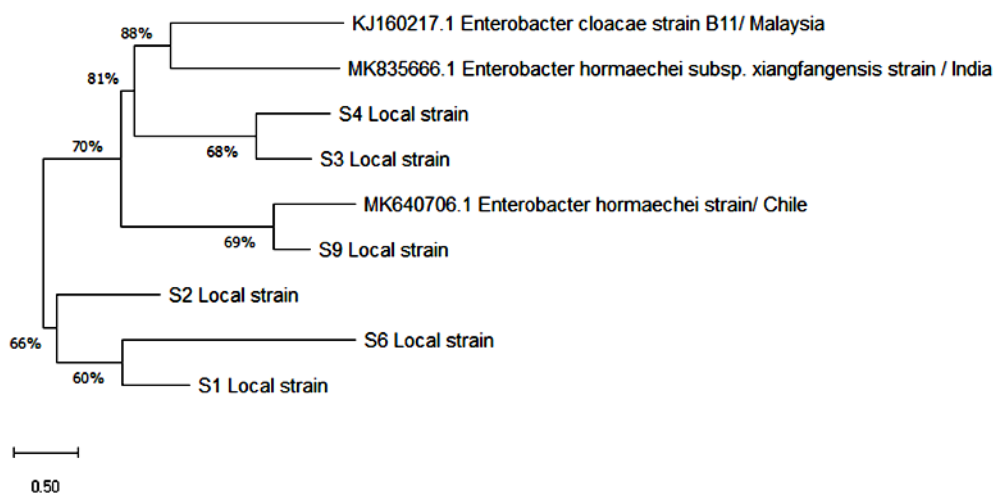 88%
KJ160217.1 Enterobacter cloacae strain B11/ Malaysia
81%
MK835666.1 Enterobacter hormaechei subsp. xiangfangensis strain / India
S4 Local strain
70%
68%
S3 Local strain
MK640706.1 Enterobacter hormaechei strain/ Chile
69%
S9 Local strain
S2 Local strain
66%
S6 Local strain
60%
S1 Local strain
0.50